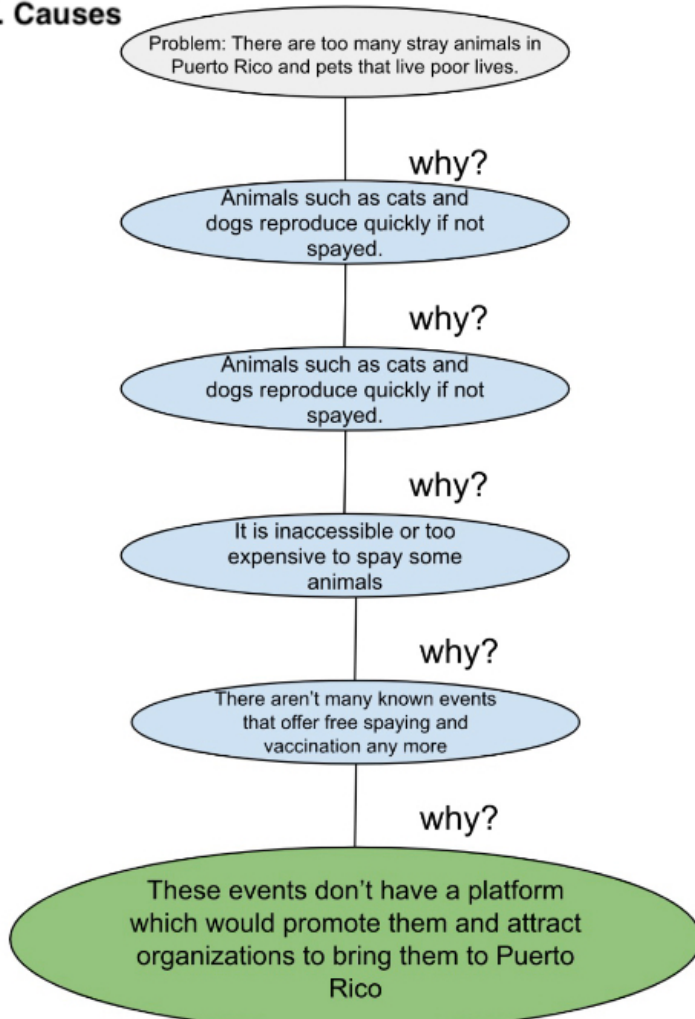 . Causes
Problem: There are too many stray animals in
Puerto Rico and pets that live poor lives.
why?
Animals such as cats and
dogs reproduce quickly if not
spayed.
why?
Animals such as cats and
dogs reproduce quickly if not
spayed.
why?
It is inaccessible or too
expensive to spay some
animals
why?
There aren't many known events
that offer free spaying and
vaccination any more
why?
These events don't have a platform
which would promote them and attract
organizations to bring them to Puerto
Rico